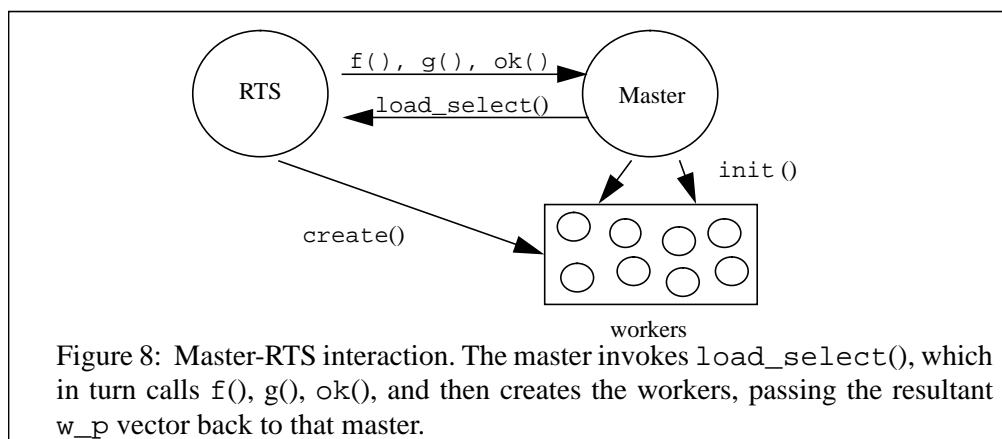 f(), g(), ok()
RTS
Master
load_select()
init ()
create()
workers
Figure 8: Master-RTS interaction. The master invokes load_select(), which
in turn calls f(), g(), ok(), and then creates the workers, passing the resultant
w_p vector back to that master.